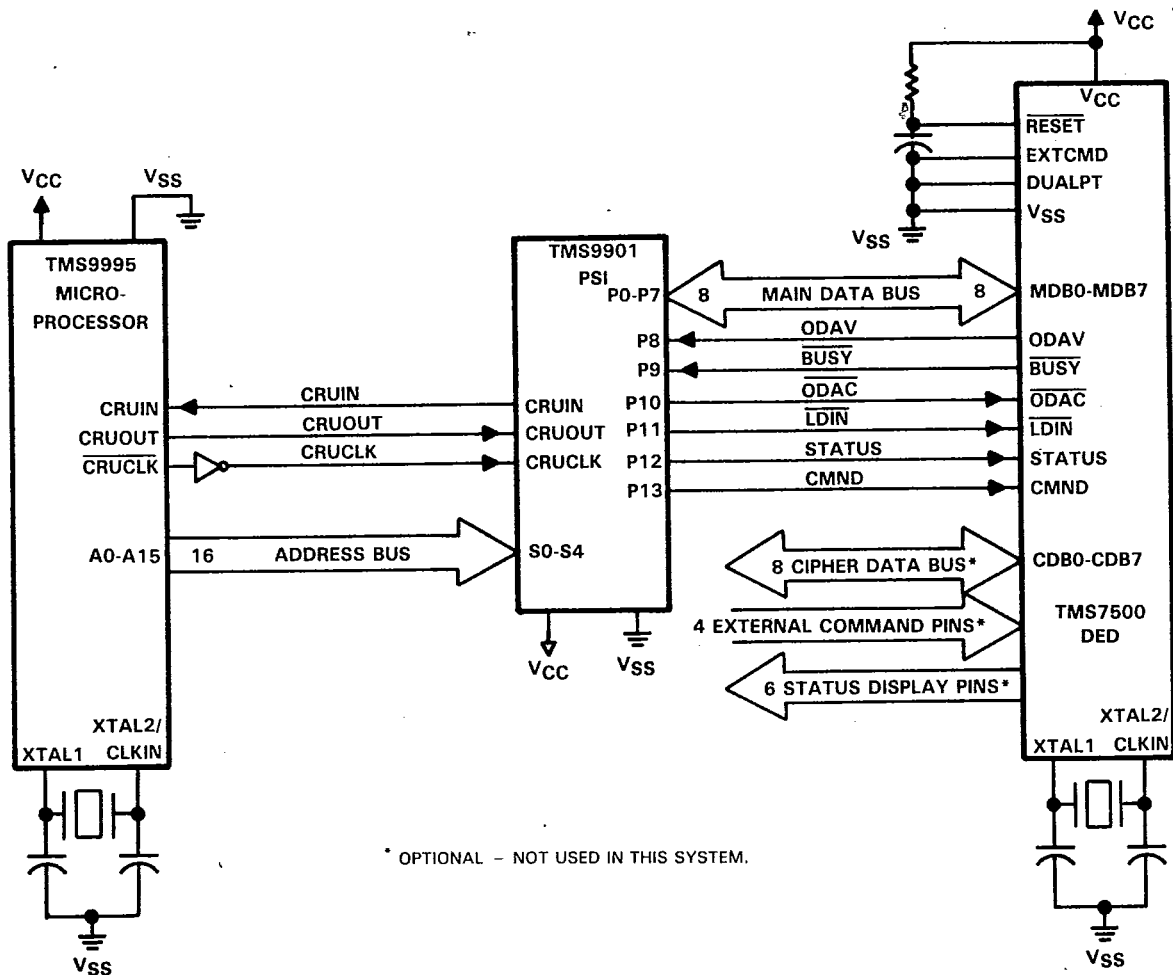 VCC
VCC
RESET
EXTCMD
DUALPT
VSS
VSS
VCC
VSS
TMS9995
MICRO-
PROCESSOR
CRUIN
CRUOUT
CRUCLK
A0-A15
XTAL1
XTAL2/
CLKIN
VSS
CRUIN
CRUOUT
CRUCLK
16 ADDRESS BUS
TMS9901
PSI
P0-P7
P8
P9
P10
P11
P12
P13
CRUIN
CRUOUT
CRUCLK
S0-S4
VCC
VSS
8 MAIN DATA BUS 8
ODAV
BUSY
ODAC
LDIN
STATUS
CMND
8 CIPHER DATA BUS*
4 EXTERNAL COMMAND PINS*
6 STATUS DISPLAY PINS*
MDB0-MDB7
ODAV
BUSY
ODAC
LDIN
STATUS
CMND
CDB0-CDB7
TMS7500
DED
XTAL1
XTAL2/
CLKIN
VSS
* OPTIONAL – NOT USED IN THIS SYSTEM.